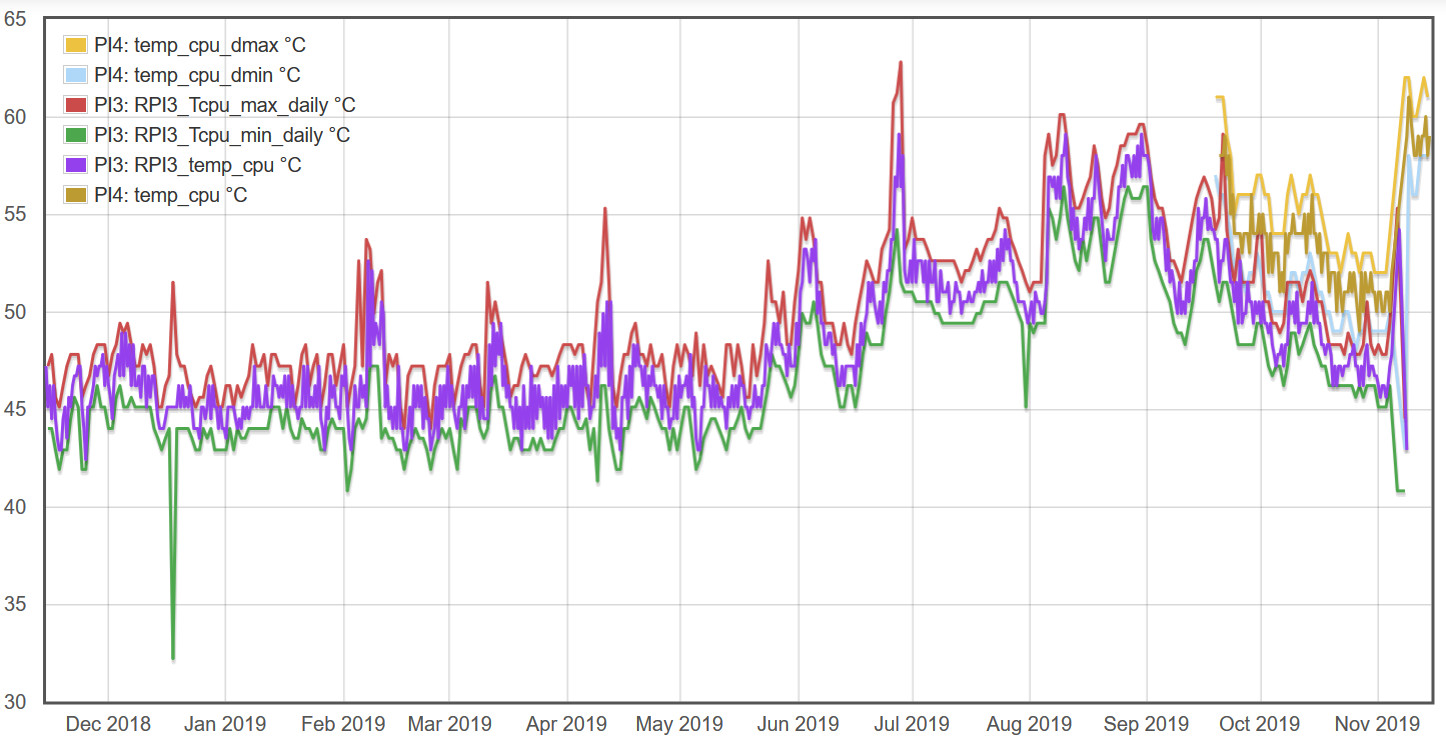 65
60
55
50
45
40
35
30
PI4: temp_cpu_dmax °C
PI4: temp_cpu_dmin °C
PI3: RPI3_Tcpu_max_daily °C
PI3: RPI3_Tcpu_min_daily °C
PI3: RPI3_temp_cpu °C
PI4: temp_cpu °C
Dec 2018 Jan 2019 Feb 2019 Mar 2019 Apr 2019 May 2019 Jun 2019 Jul 2019 Aug 2019 Sep 2019 Oct 2019 Nov 2019